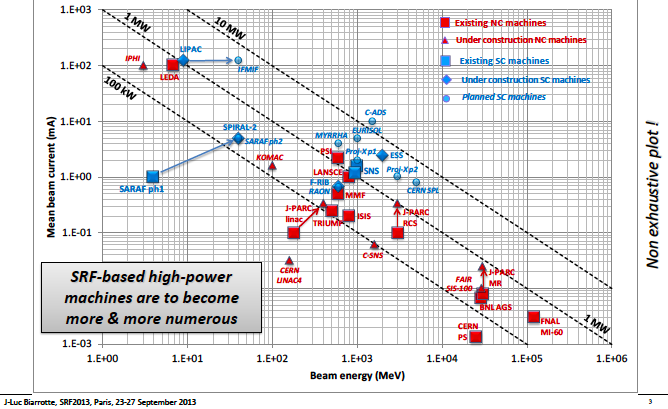 1.E+03
1.E+02
1.E+01
1.E+00
1.E-01
1.E-02
1.E-03
Mean beam current (mA)
1.E+00
1.E+01
1.E+02
1.E+03
1.E+04
1.E+05
1.E+06
Beam energy (MeV)
1 MW
10 MW
100 kW
1 MW
Existing NC machines
Under construction NC machines
Existing SC machines
Under construction SC machines
Planned SC machines
IPHI
LEDA
LIPAC
IFMIF
SPIRAL-2
SARAF ph2
SARAF ph1
KOMAC
C-ADS
EURISOL
MYRRHA
PSI
Proj-Xp1
ESS
LANSCE
SNS
Proj-Xp2
CERN SPL
F-RIB
RAON
MMF
J-PARC
linac
TRIUMF
ISIS
J-PARC
RCS
C-SNS
CERN
LINAC4
J-PARC
MR
FAIR
SIS-100
BNL AGS
CERN
PS
FNAL
MI-60
SRF-based high-power
machines are to become
more & more numerous
Non exhaustive plot !
J-Luc Biarrotte, SRF2013, Paris, 23-27 September 2013
3